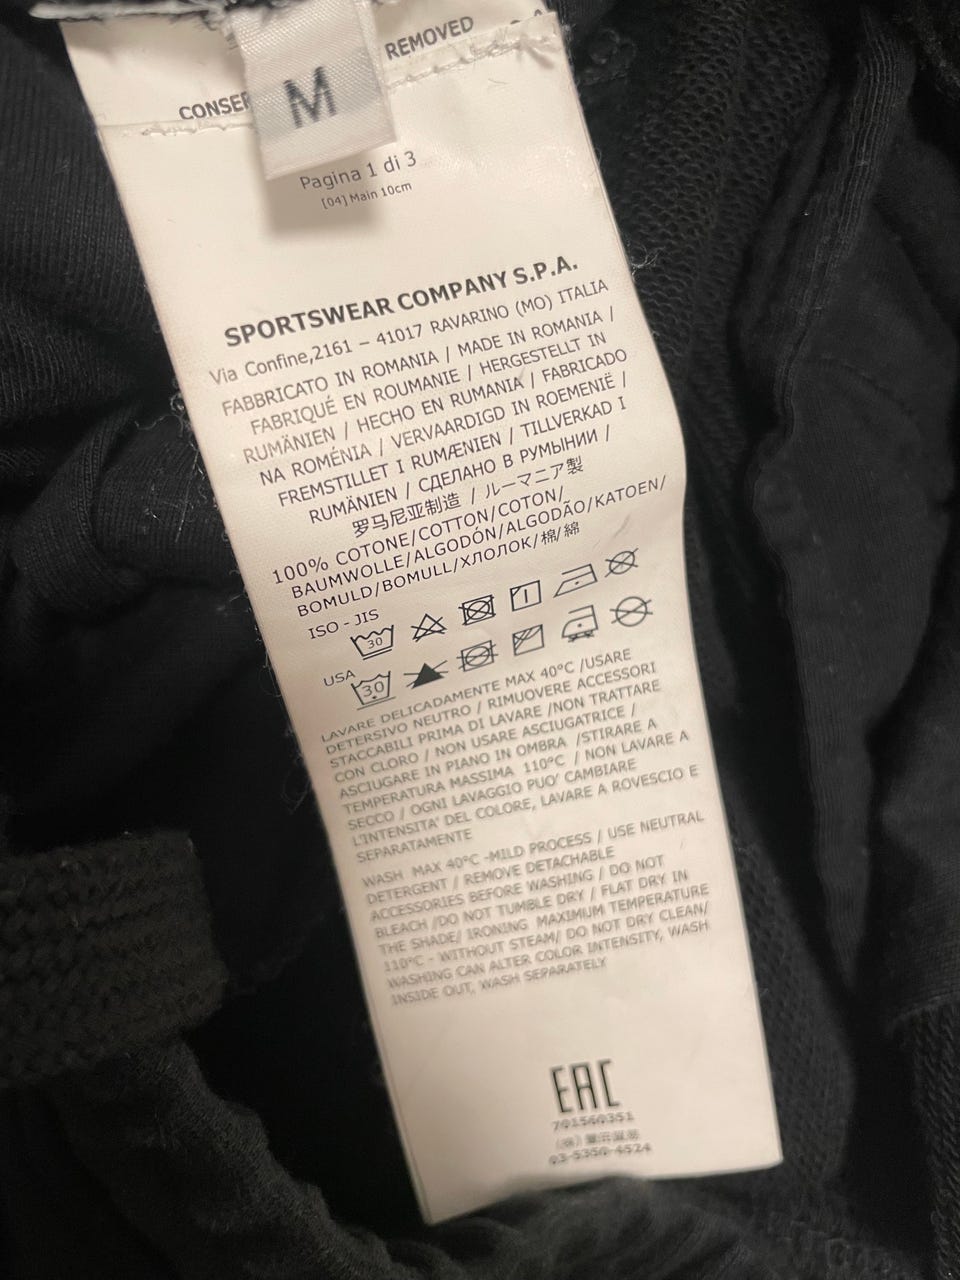 REMOVED
CONSER
M
Pagina 1 di 3
[04] Main 10cm
SPORTSWEAR COMPANY S.P.A.
Via Confine,2161 – 41017 RAVARINO (MO) ITALIA
FABBRICATO IN ROMANIA / MADE IN ROMANIA /
FABRIQUÉ EN ROUMANIE / HERGESTELLT IN
RUMÄNIEN / HECHO EN RUMANIA / FABRICADO
NA ROMÉNIA / VERVAARDIGD IN ROEMENIË /
FREMSTILLET I RUMÆNIEN / TILLVERKAD I
RUMÄNIEN / СДЕЛАНО В РУМЫНИИ /
罗马尼亚制造 / ルーマニア製
100% COTONE/COTTON/COTON/
BAUMWOLLE/ALGODÓN/ALGODÃO/KATOEN/
BOMULD/BOMULL/ХЛОПОК/棉/綿
ISO - JIS
30
USA
30
LAVARE DELICADAMENTE MAX 40°C /USARE
DETERSIVO NEUTRO / RIMUOVERE ACCESSORI
STACCABILI PRIMA DI LAVARE /NON TRATTARE
CON CLORO / NON USARE ASCIUGATRICE /
ASCIUGARE IN PIANO IN OMBRA /STIRARE A
TEMPERATURA MASSIMA 110°C / NON LAVARE A
SECCO / OGNI LAVAGGIO PUO' CAMBIARE
L'INTENSITA' DEL COLORE, LAVARE A ROVESCIO E
SEPARATAMENTE
WASH MAX 40°C -MILD PROCESS / USE NEUTRAL
DETERGENT / REMOVE DETACHABLE
ACCESSORIES BEFORE WASHING / DO NOT
BLEACH /DO NOT TUMBLE DRY / FLAT DRY IN
THE SHADE/ IRONING MAXIMUM TEMPERATURE
110°C - WITHOUT STEAM/ DO NOT DRY CLEAN/
WASHING CAN ALTER COLOR INTENSITY, WASH
INSIDE OUT, WASH SEPARATELY
EAC
701560351
03-5350-4524